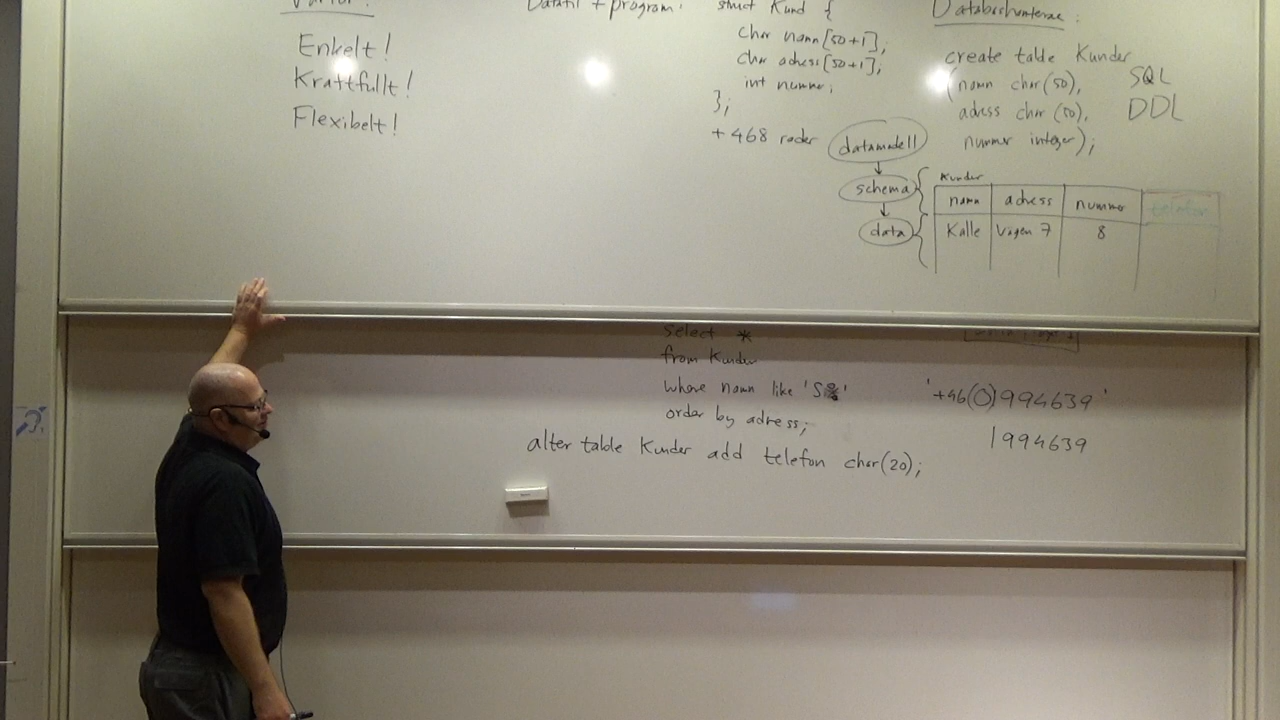 Varför?
Enkelt!
Kraftfullt!
Flexibelt!
Datafil + program:
struct Kund {
char namn[50+1];
char adress[50+1];
int nummer;
};
+ 468 rader
Databashanterare:
create table Kunder
(namn char(50),
adress char(50),
nummer integer);
SQL
DDL
datamodell
schema
data
Kunder
namn adress nummer telefon
Kalle Vägen 7 8
select *
from Kunder
where namn like 'S%'
order by adress;
alter table Kunder add telefon char(20);
'+46(0)994639'
1994639